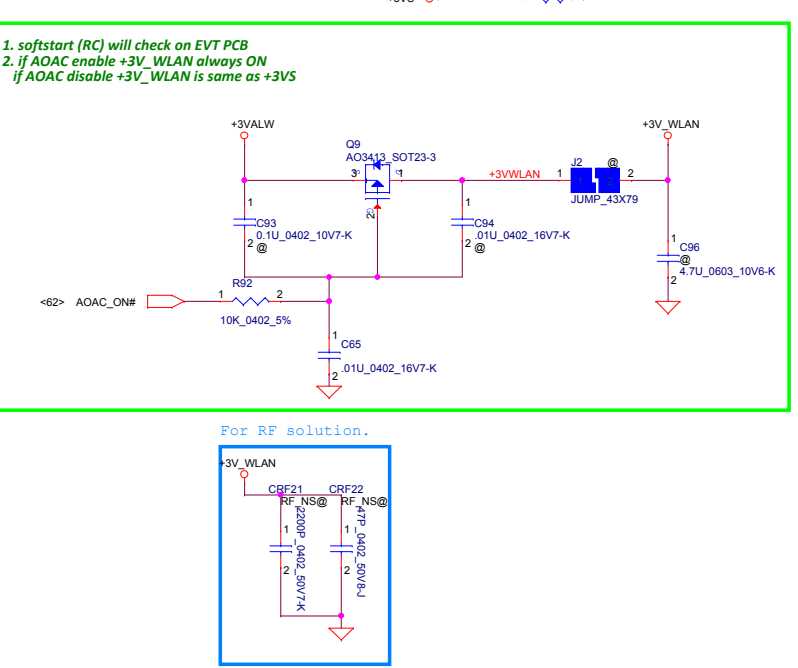 1. softstart (RC) will check on EVT PCB
2. if AOAC enable +3V_WLAN always ON
if AOAC disable +3V_WLAN is same as +3VS
+3VALW
Q9
AO3413_SOT23-3
3
1
2
+3VWLAN
1
J2
@
2
JUMP_43X79
+3V_WLAN
1
C93
0.1U_0402_10V7-K
2
@
1
C94
.01U_0402_16V7-K
2
@
1
C96
@
4.7U_0603_10V6-K
2
<62> AOAC_ON#
1
R92
2
10K_0402_5%
1
C65
.01U_0402_16V7-K
2
For RF solution.
+3V_WLAN
CRF21
RF_NS@
1
2
2200P_0402_50V7-K
CRF22
RF_NS@
1
2
47P_0402_50V8-J